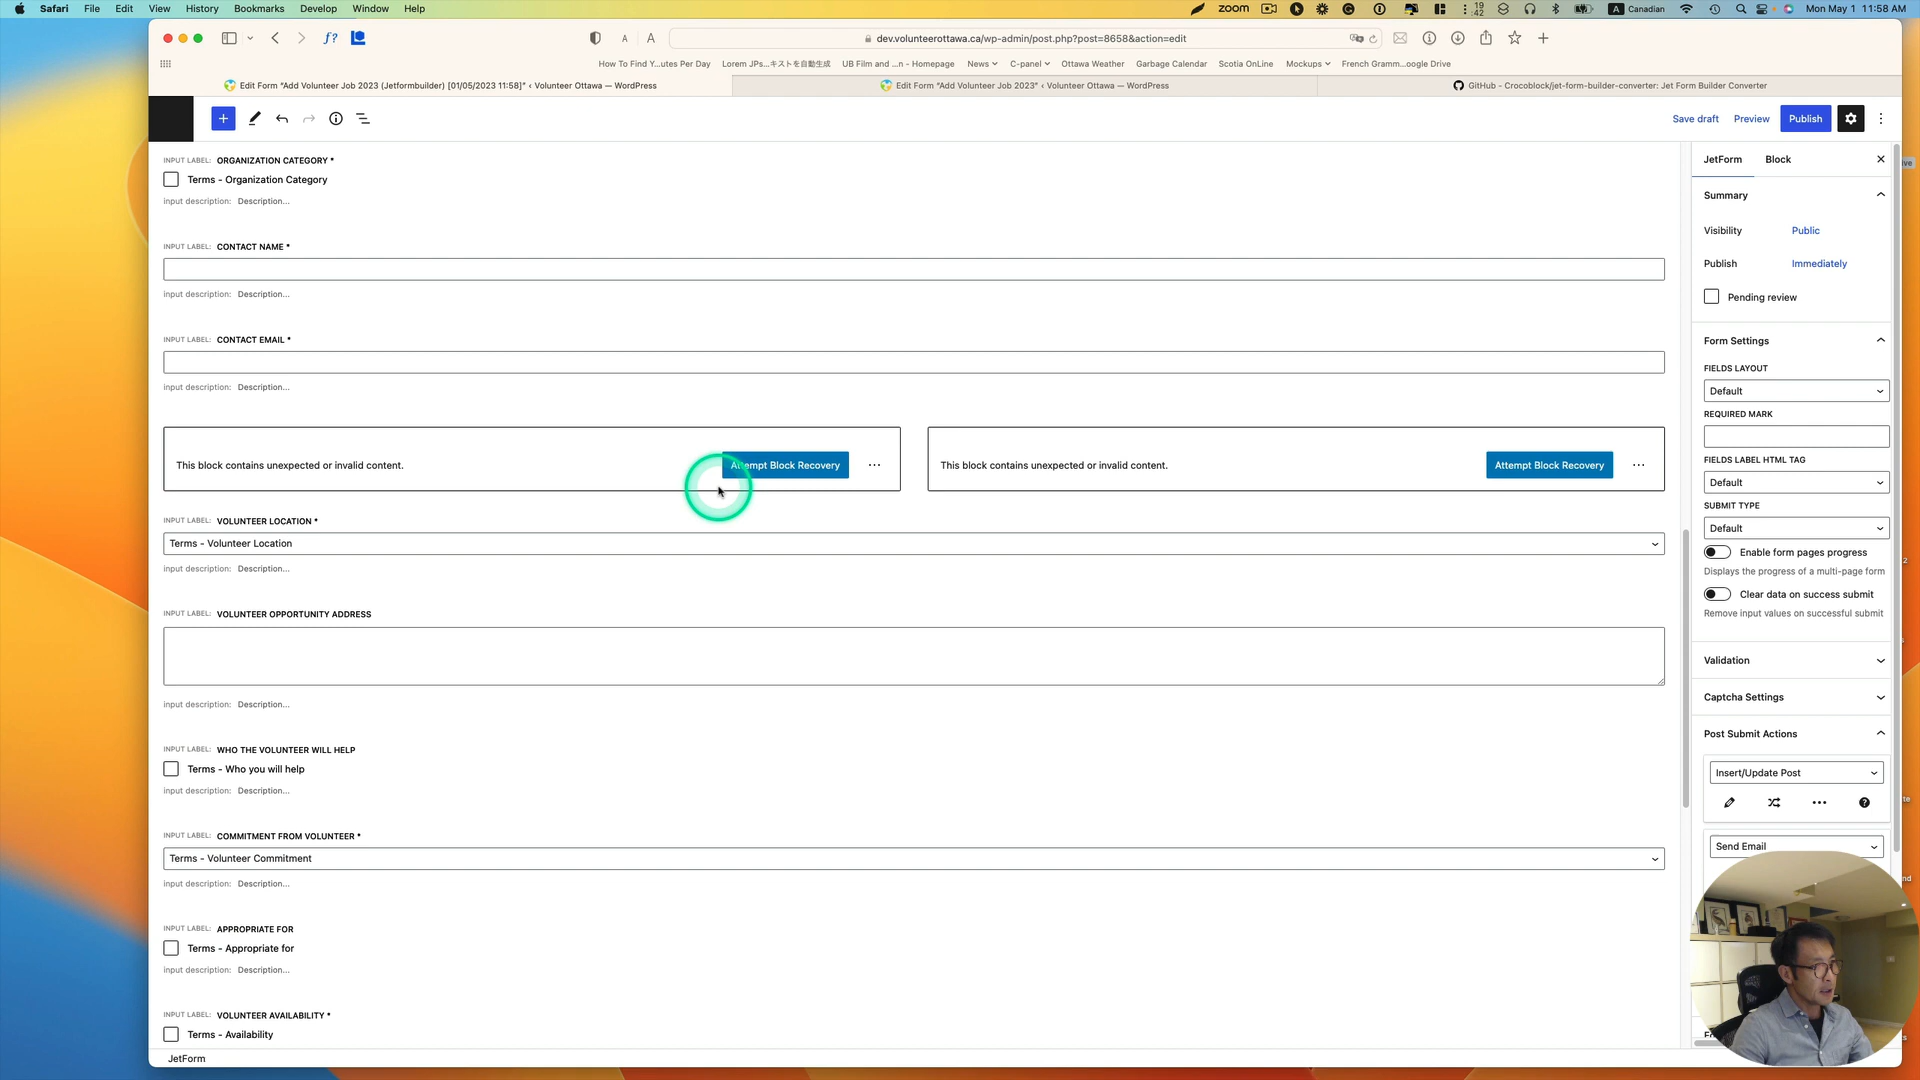 Safari File Edit View History Bookmarks Develop Window Help
zoom
19
:42
A Canadian
Mon May 1 11:58 AM
f?
A A
dev.volunteerottawa.ca/wp-admin/post.php?post=8658&action=edit
How To Find Y...utes Per Day Lorem JPs...キストを自動生成 UB Film and ...n - Homepage News C-panel Ottawa Weather Garbage Calendar Scotia OnLine Mockups French Gramm...oogle Drive
Edit Form "Add Volunteer Job 2023 (Jetformbuilder) [01/05/2023 11:58]" ‹ Volunteer Ottawa — WordPress
Edit Form "Add Volunteer Job 2023" ‹ Volunteer Ottawa — WordPress
GitHub - Crocoblock/jet-form-builder-converter: Jet Form Builder Converter
Save draft Preview Publish
INPUT LABEL: ORGANIZATION CATEGORY *
Terms - Organization Category
input description: Description...
INPUT LABEL: CONTACT NAME *
input description: Description...
INPUT LABEL: CONTACT EMAIL *
input description: Description...
This block contains unexpected or invalid content. Attempt Block Recovery ...
This block contains unexpected or invalid content. Attempt Block Recovery ...
INPUT LABEL: VOLUNTEER LOCATION *
Terms - Volunteer Location
input description: Description...
INPUT LABEL: VOLUNTEER OPPORTUNITY ADDRESS
input description: Description...
INPUT LABEL: WHO THE VOLUNTEER WILL HELP
Terms - Who you will help
input description: Description...
INPUT LABEL: COMMITMENT FROM VOLUNTEER *
Terms - Volunteer Commitment
input description: Description...
INPUT LABEL: APPROPRIATE FOR
Terms - Appropriate for
input description: Description...
INPUT LABEL: VOLUNTEER AVAILABILITY *
Terms - Availability
JetForm
JetForm Block
Summary
Visibility Public
Publish Immediately
Pending review
Form Settings
FIELDS LAYOUT
Default
REQUIRED MARK
FIELDS LABEL HTML TAG
Default
SUBMIT TYPE
Default
Enable form pages progress
Displays the progress of a multi-page form
Clear data on success submit
Remove input values on successful submit
Validation
Captcha Settings
Post Submit Actions
Insert/Update Post
Send Email